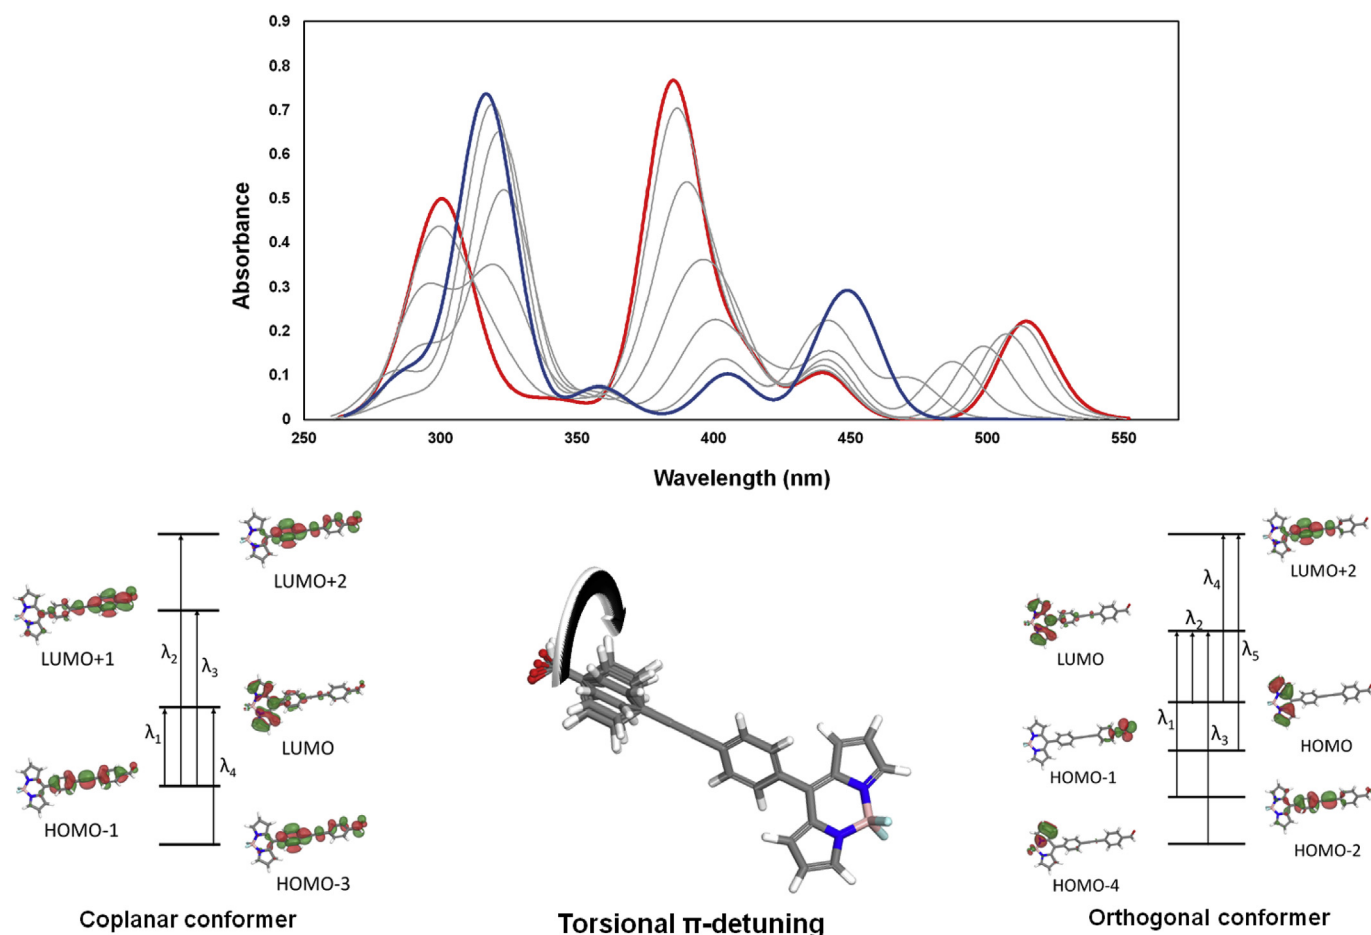 0.9
0.8
0.7
0.6
0.5
0.4
0.3
0.2
0.1
0
Absorbance
250 300 350 400 450 500 550
Wavelength (nm)
LUMO+2
LUMO+1
λ2
λ3
λ1
LUMO
λ4
HOMO-1
HOMO-3
Coplanar conformer
Torsional π-detuning
LUMO+2
λ4
λ2
LUMO
λ5
λ1
λ3
HOMO
HOMO-1
HOMO-2
HOMO-4
Orthogonal conformer